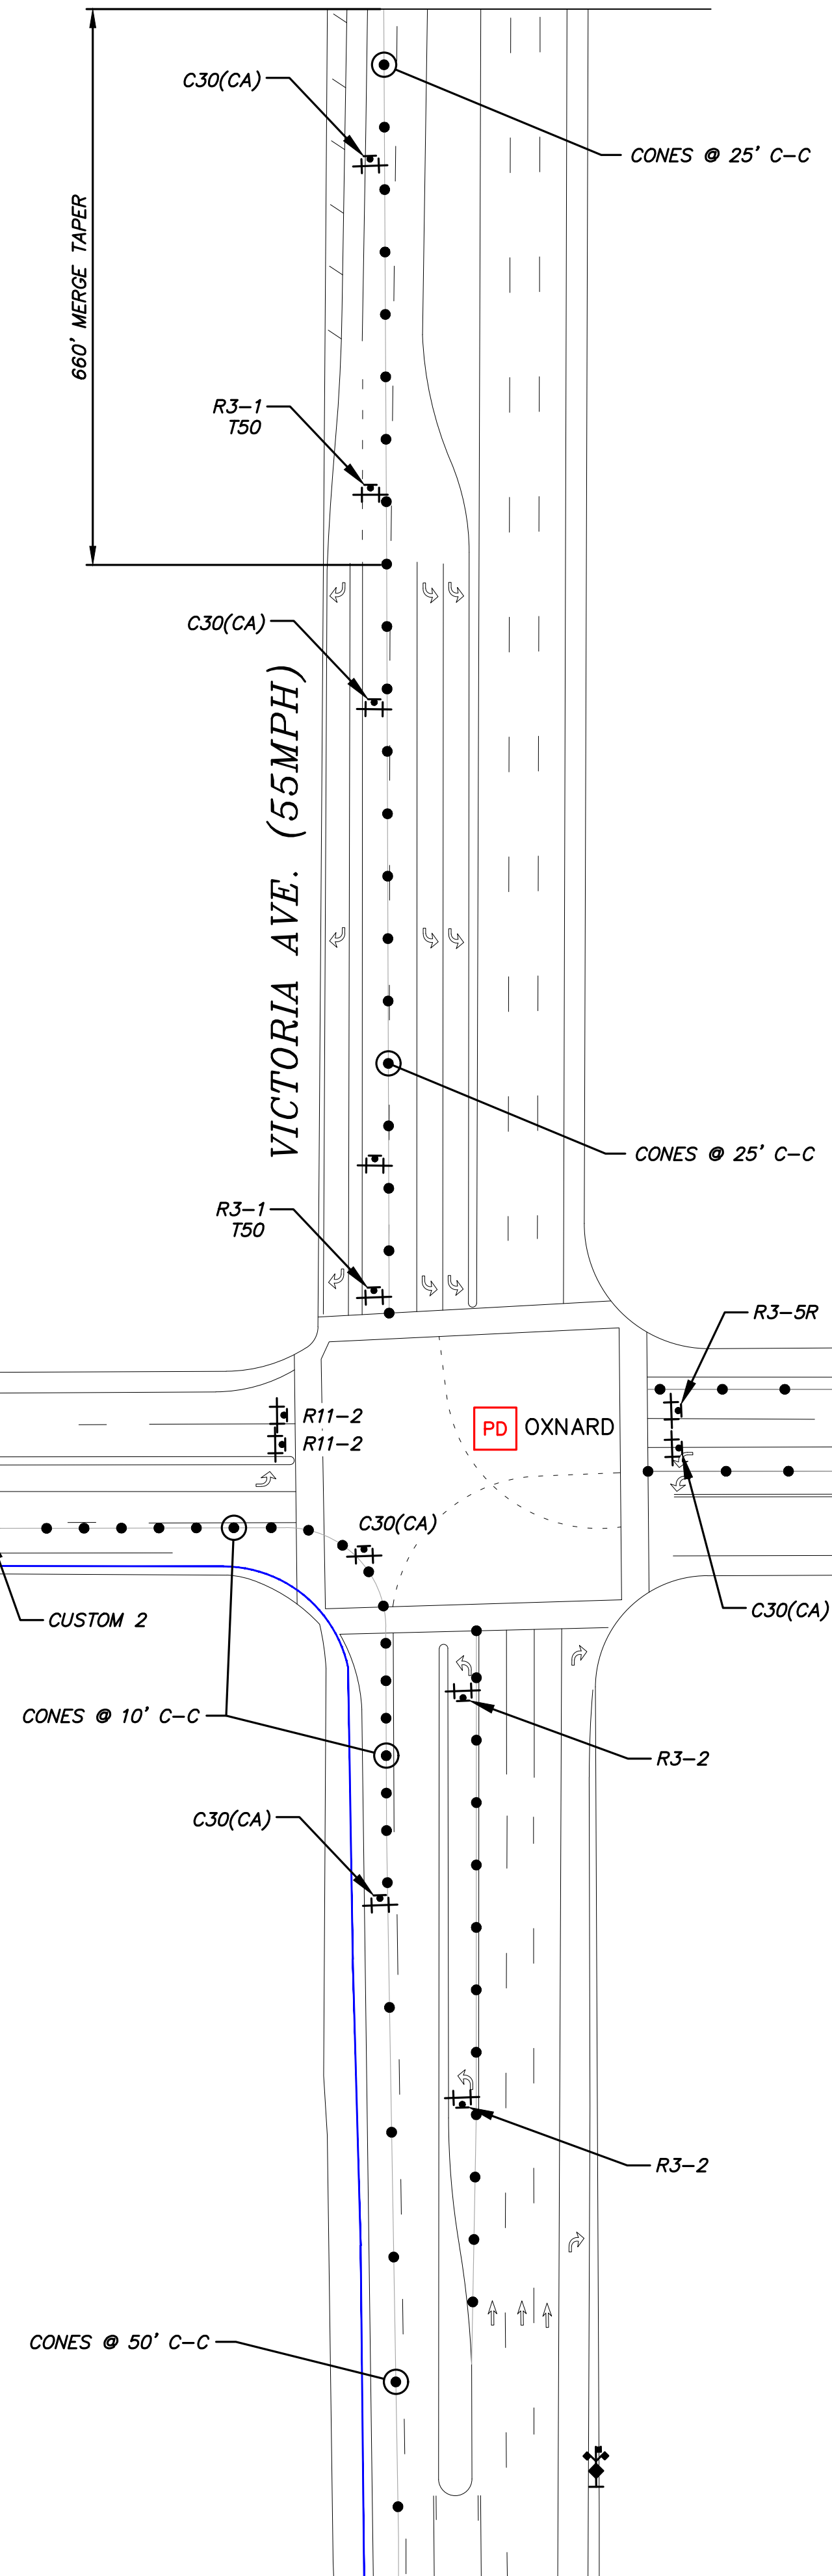 C30(CA)
CONES @ 25' C-C
660' MERGE TAPER
R3-1
T50
C30(CA)
VICTORIA AVE. (55MPH)
CONES @ 25' C-C
R3-1
T50
R3-5R
R11-2
R11-2
PD OXNARD
C30(CA)
C30(CA)
CUSTOM 2
CONES @ 10' C-C
R3-2
C30(CA)
R3-2
CONES @ 50' C-C